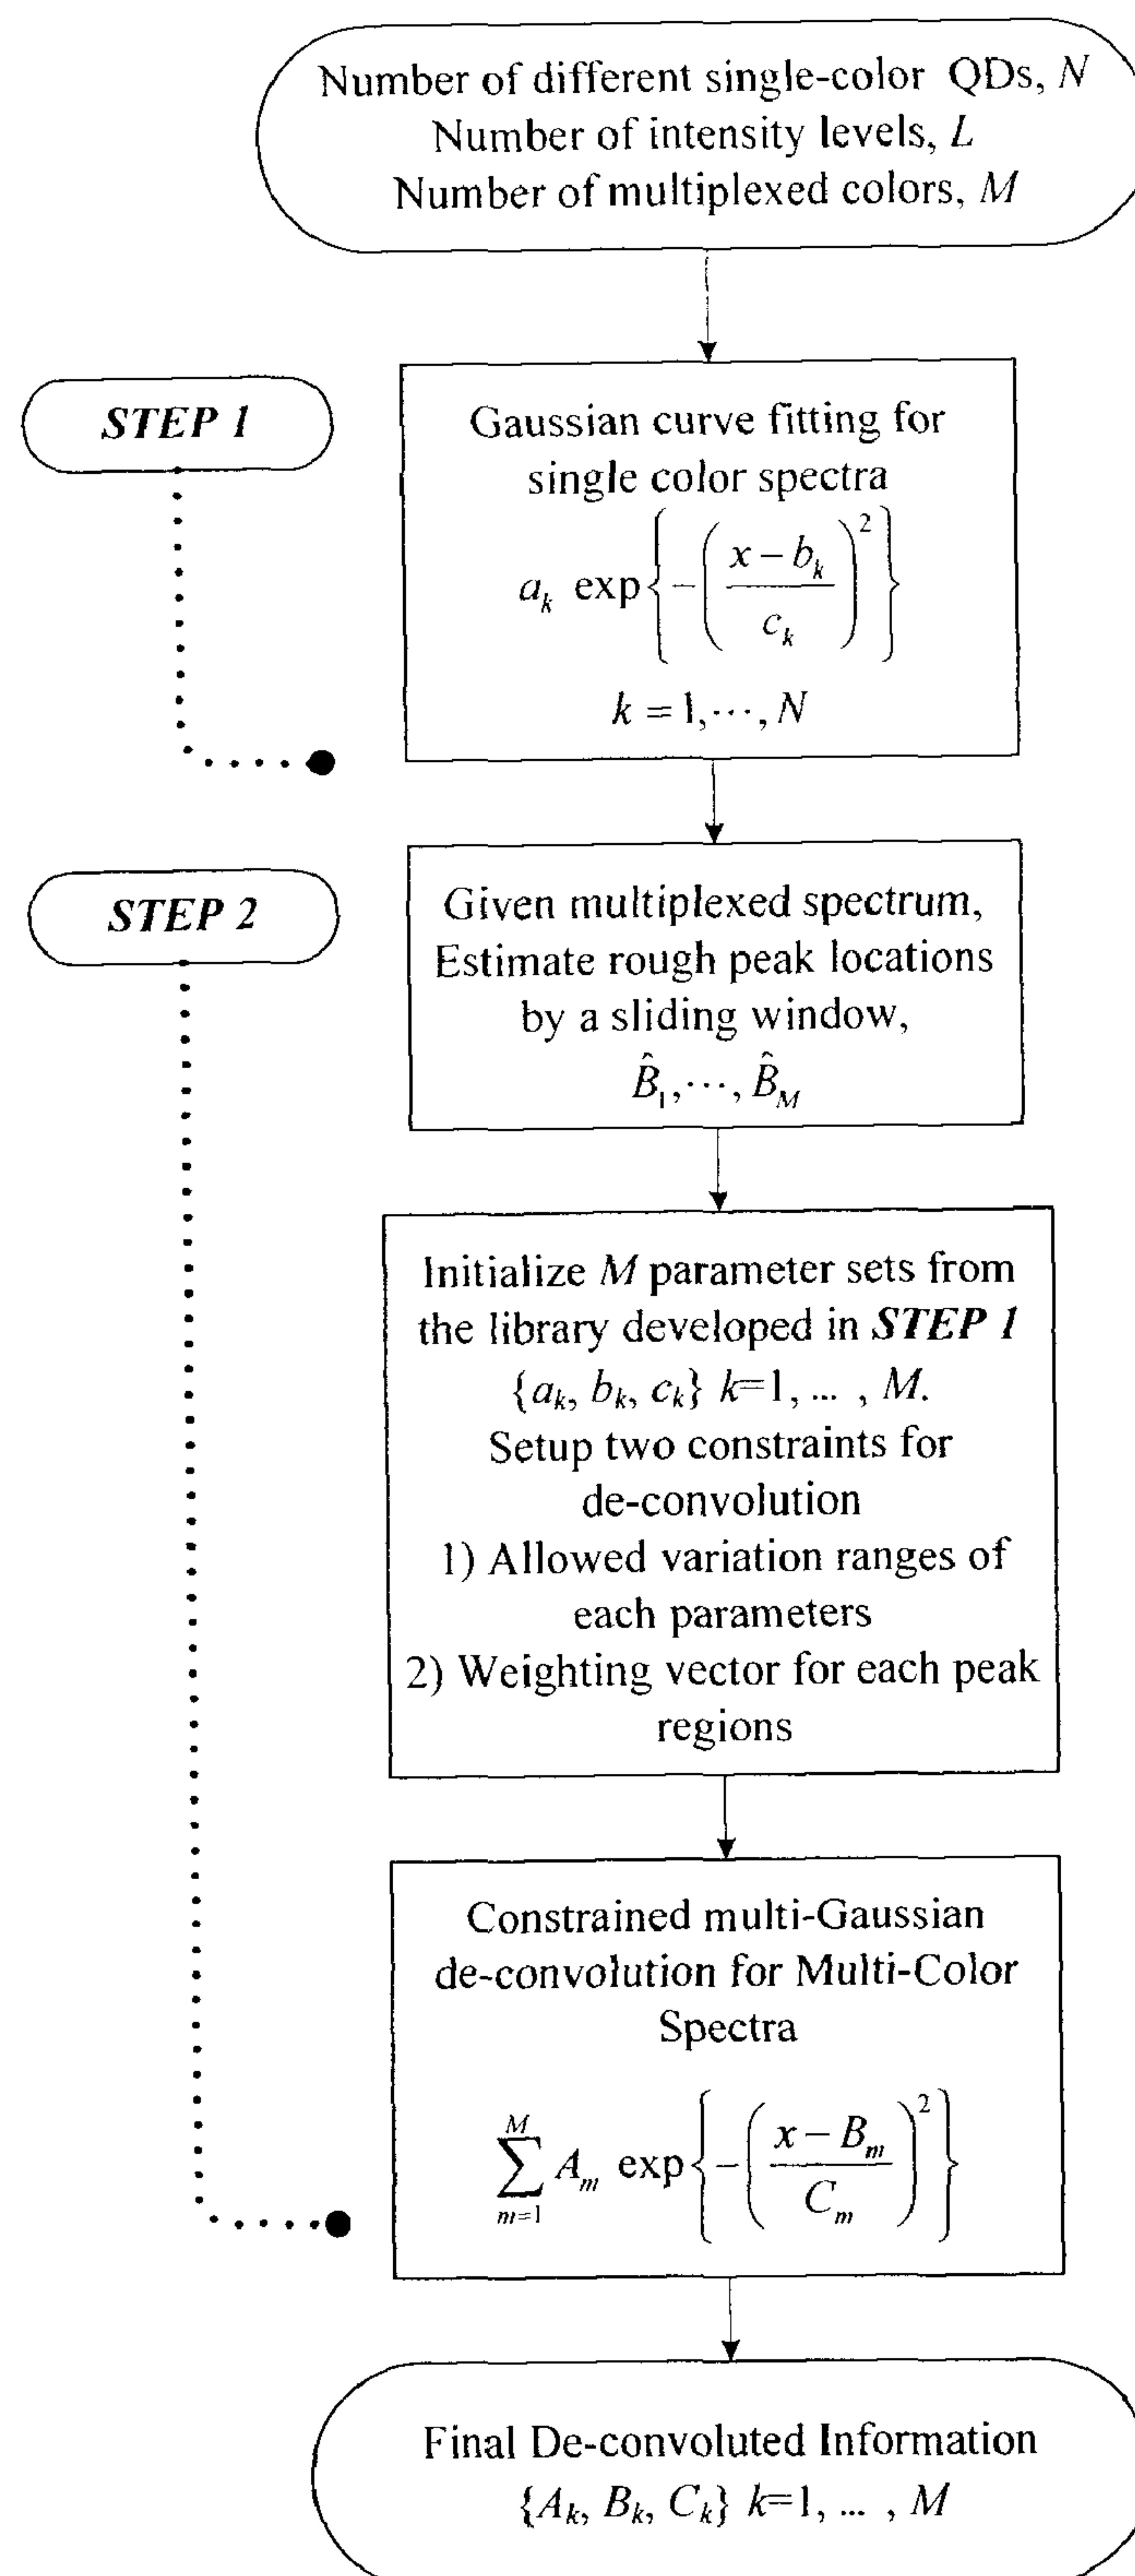 Number of different single-color QDs, N
Number of intensity levels, L
Number of multiplexed colors, M
STEP 1
Gaussian curve fitting for
single color spectra
a_k exp{-((x - b_k)/c_k)^2}
k = 1,⋯, N
STEP 2
Given multiplexed spectrum,
Estimate rough peak locations
by a sliding window,
B̂_1,⋯, B̂_M
Initialize M parameter sets from
the library developed in STEP 1
{a_k, b_k, c_k} k=1, ... , M.
Setup two constraints for
de-convolution
1) Allowed variation ranges of
each parameters
2) Weighting vector for each peak
regions
Constrained multi-Gaussian
de-convolution for Multi-Color
Spectra
∑_{m=1}^{M} A_m exp{-((x - B_m)/C_m)^2}
Final De-convoluted Information
{A_k, B_k, C_k} k=1, ... , M